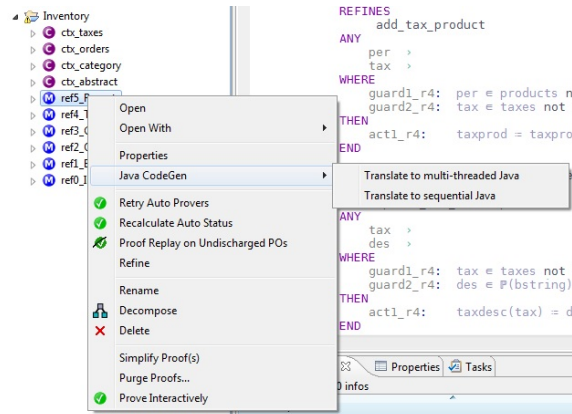 Inventory
ctx_taxes
ctx_orders
ctx_category
ctx_abstract
ref5_
ref4_
ref3_
ref2_
ref1_
ref0_
Open
Open With
Properties
Java CodeGen
Retry Auto Provers
Recalculate Auto Status
Proof Replay on Undischarged POs
Refine
Rename
Decompose
Delete
Simplify Proof(s)
Purge Proofs...
Prove Interactively
Translate to multi-threaded Java
Translate to sequential Java
REFINES
add_tax_product
ANY
per ›
tax ›
WHERE
guard1_r4: per ∈ products n
guard2_r4: tax ∈ taxes not
THEN
act1_r4: taxprod ≔ taxpro
END
ANY
tax ›
des ›
WHERE
guard1_r4: tax ∈ taxes not
guard2_r4: des ∈ ℙ(bstring)
THEN
act1_r4: taxdesc(tax) ≔ d
END
Properties Tasks
0 infos